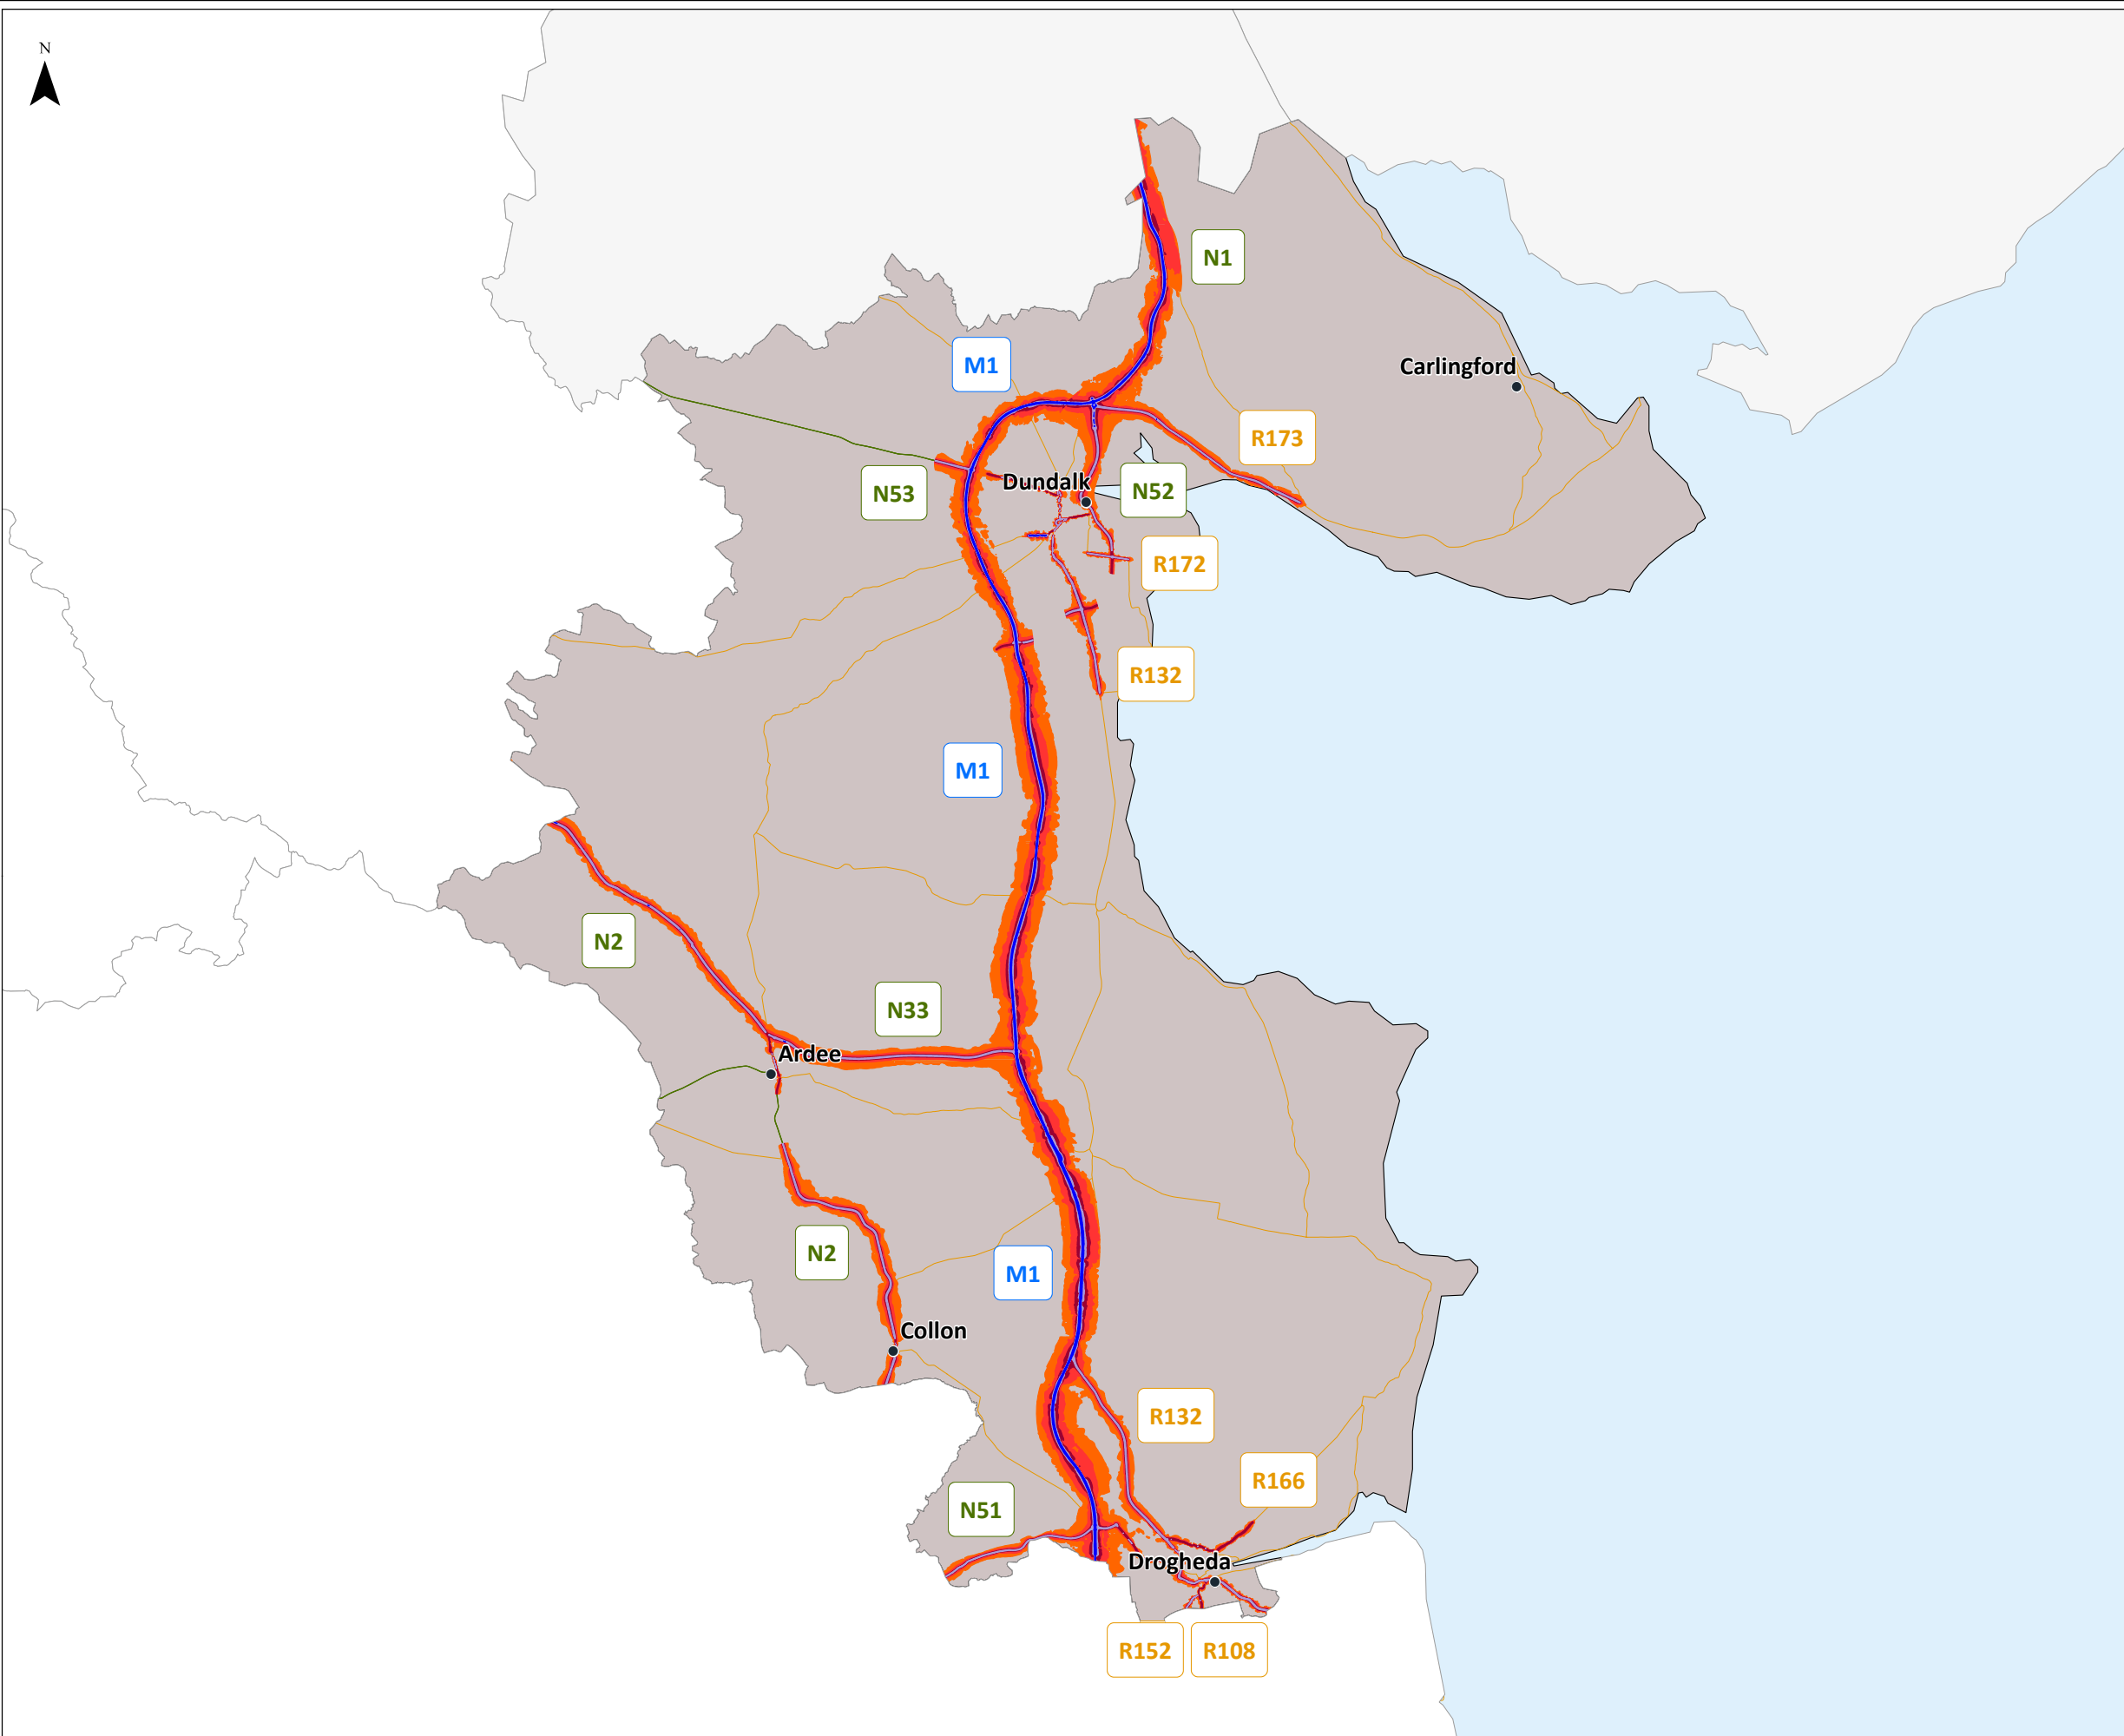 N
N1
M1
Carlingford
R173
Dundalk
N53
N52
R172
R132
M1
N2
N33
Ardee
N2
M1
Collon
R132
R166
N51
Drogheda
R152
R108